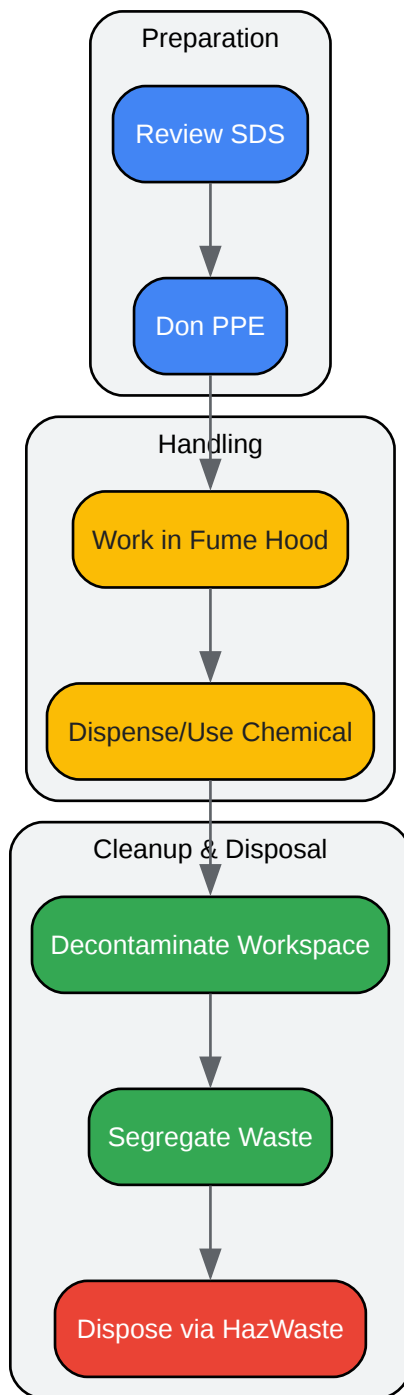 Preparation
Review SDS
Don PPE
Handling
Work in Fume Hood
Dispense/Use Chemical
Cleanup & Disposal
Decontaminate Workspace
Segregate Waste
Dispose via HazWaste